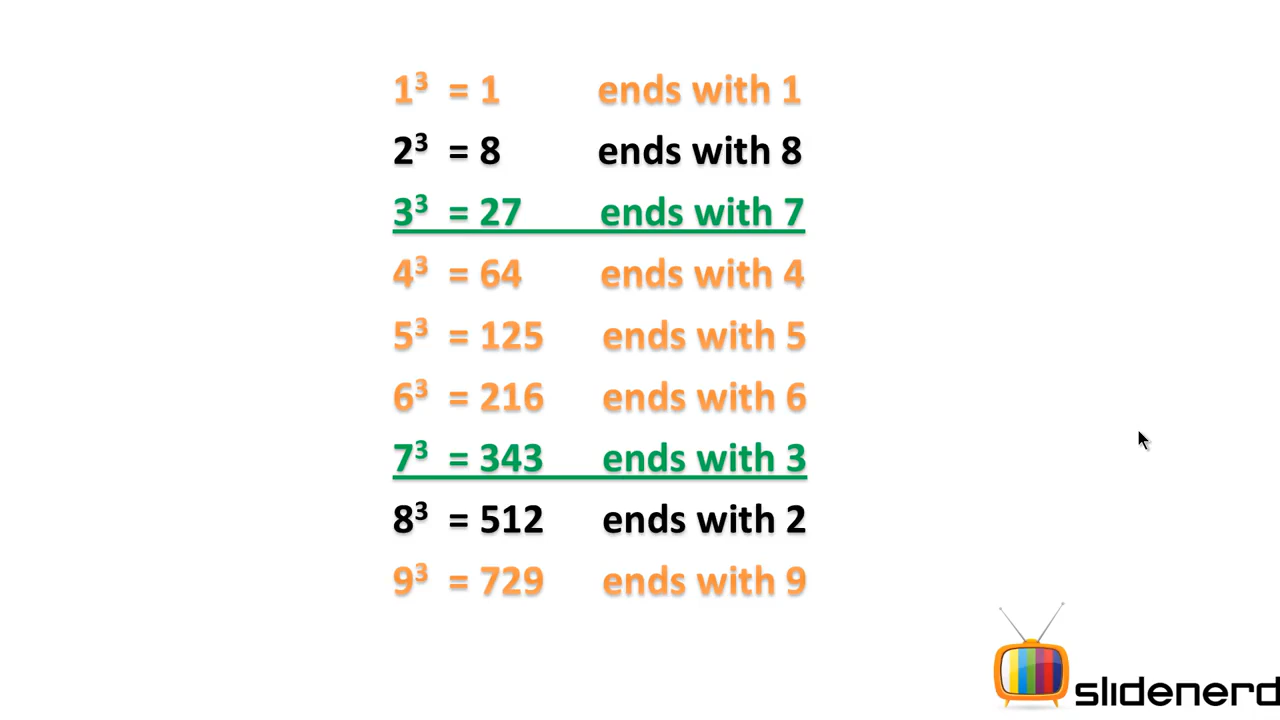 1³ = 1 ends with 1
2³ = 8 ends with 8
3³ = 27 ends with 7
4³ = 64 ends with 4
5³ = 125 ends with 5
6³ = 216 ends with 6
7³ = 343 ends with 3
8³ = 512 ends with 2
9³ = 729 ends with 9
slidenerd